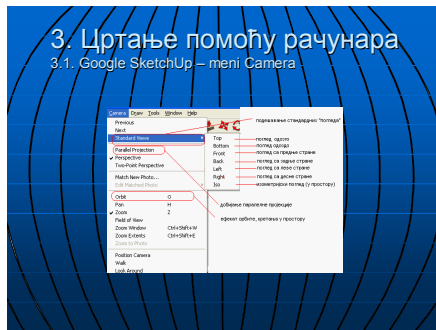 3. Цртање помоћу рачунара
3.1. Google SketchUp – meni Camera
Camera Draw Tools Window Help
Previous
Next
Standard Views
Parallel Projection
Perspective
Two-Point Perspective
Match New Photo...
Edit Matched Photo
Orbit O
Pan H
Zoom Z
Field of View
Zoom Window Ctrl+Shift+W
Zoom Extents Ctrl+Shift+E
Zoom to Photo
Position Camera
Walk
Look Around
Top
Bottom
Front
Back
Left
Right
Iso
подешавање стандардних "погледа"
поглед одозго
поглед одоздо
поглед са предње стране
поглед са задње стране
поглед са леве стране
поглед са десне стране
изометријски поглед (у простору)
добијање паралелне пројекције
ефекат орбите, кретања у простору